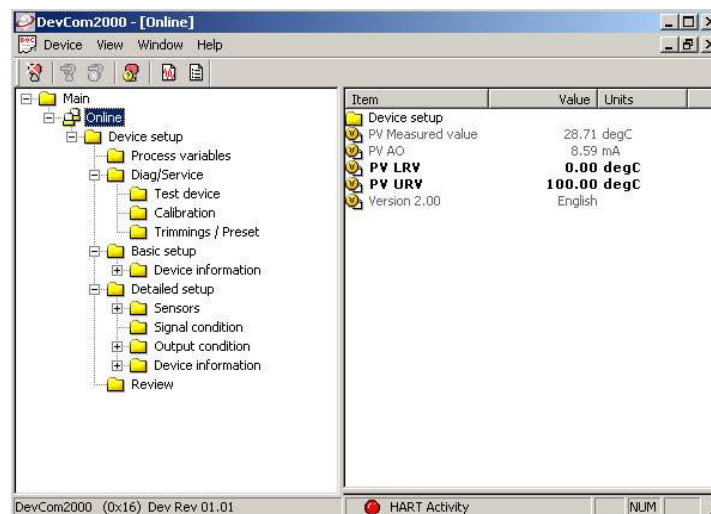 DevCom2000 - [Online]
Device View Window Help
Main
Online
Device setup
Process variables
Diag/Service
Test device
Calibration
Trimmings / Preset
Basic setup
Device information
Detailed setup
Sensors
Signal condition
Output condition
Device information
Review
Item Value Units
Device setup
PV Measured value 28.71 degC
PV AO 8.59 mA
PV LRV 0.00 degC
PV URV 100.00 degC
Version 2.00 English
DevCom2000 (0x16) Dev Rev 01.01
HART Activity NUM